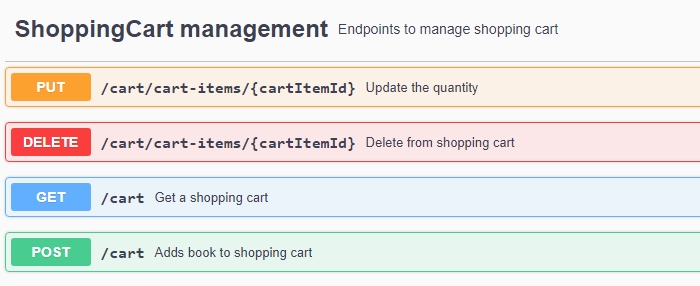 ShoppingCart management Endpoints to manage shopping cart
PUT /cart/cart-items/{cartItemId} Update the quantity
DELETE /cart/cart-items/{cartItemId} Delete from shopping cart
GET /cart Get a shopping cart
POST /cart Adds book to shopping cart